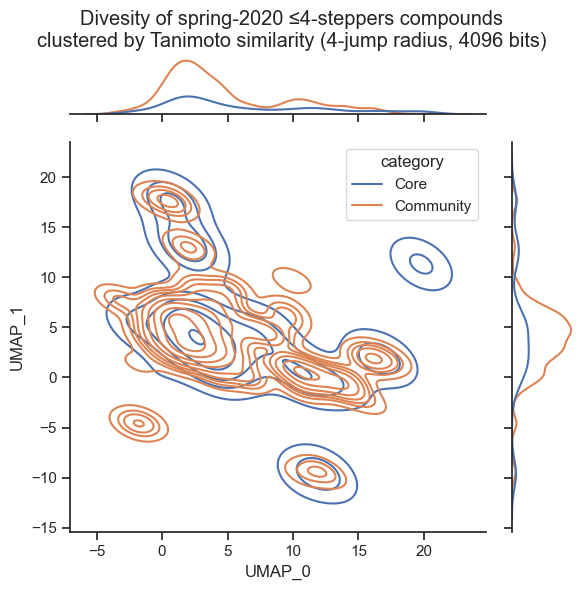 Divesity of spring-2020 ≤4-steppers compounds
clustered by Tanimoto similarity (4-jump radius, 4096 bits)
category
Core
Community
20
15
10
5
0
−5
−10
−15
UMAP_1
−5
0
5
10
15
20
UMAP_0